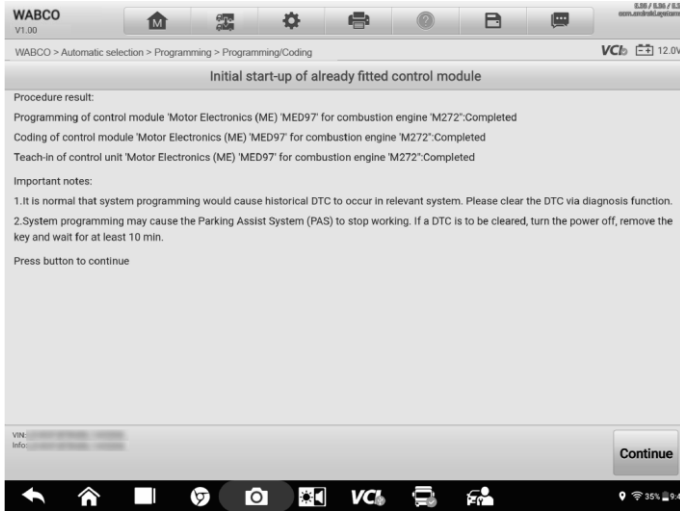 WABCO
V1.00
WABCO > Automatic selection > Programming > Programming/Coding
VCI 12.0V
Initial start-up of already fitted control module
Procedure result:
Programming of control module 'Motor Electronics (ME) 'MED97' for combustion engine 'M272":Completed
Coding of control module 'Motor Electronics (ME) 'MED97' for combustion engine 'M272":Completed
Teach-in of control unit 'Motor Electronics (ME) 'MED97' for combustion engine 'M272":Completed
Important notes:
1.It is normal that system programming would cause historical DTC to occur in relevant system. Please clear the DTC via diagnosis function.
2.System programming may cause the Parking Assist System (PAS) to stop working. If a DTC is to be cleared, turn the power off, remove the
key and wait for at least 10 min.
Press button to continue
VIN:
Info:
Continue
VCI
35%